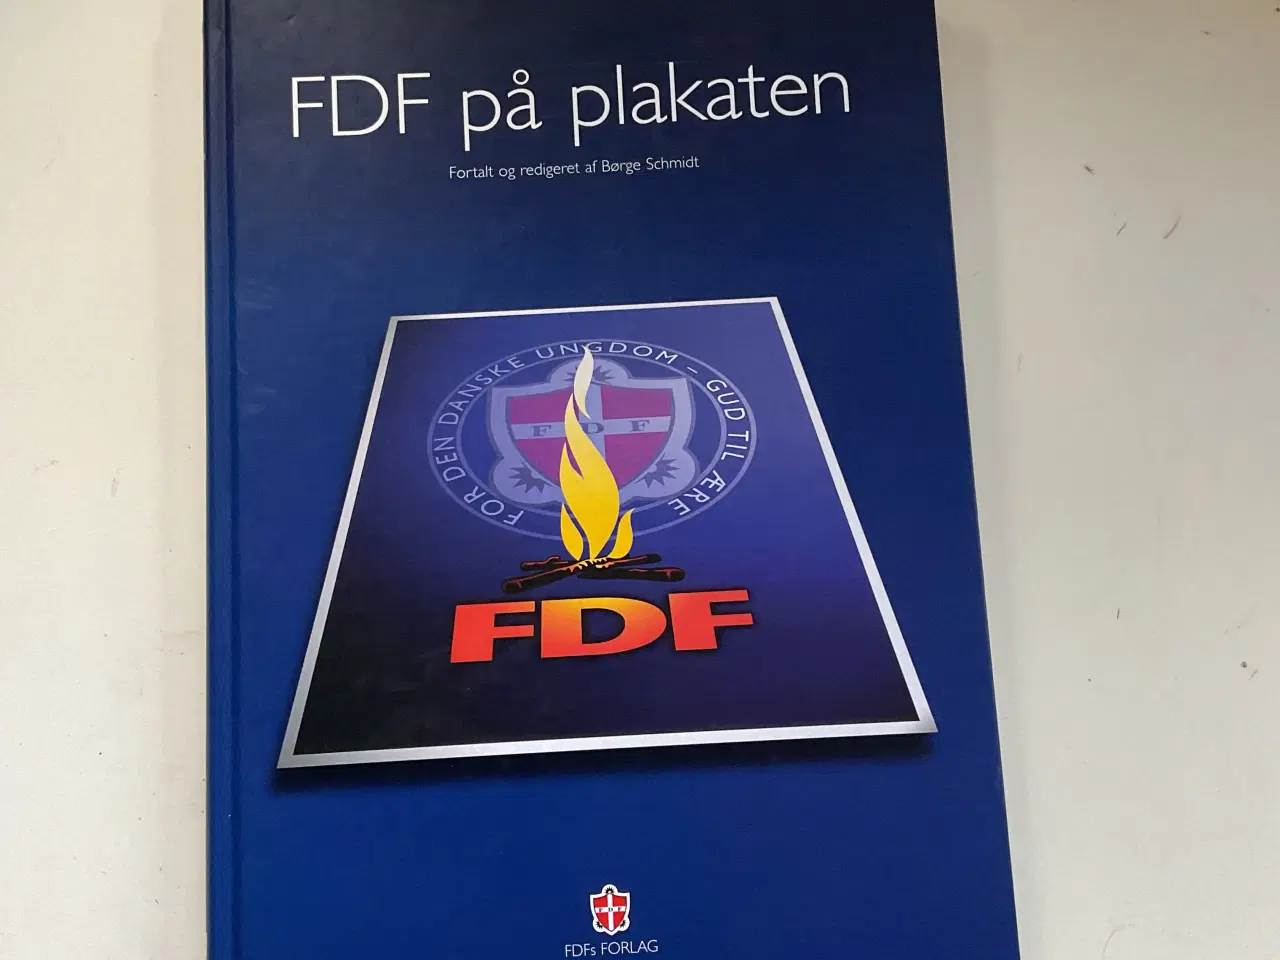 FDF på plakaten
Fortalt og redigeret af Børge Schmidt
FOR DEN DANSKE UNGDOM – GUD TIL ÆRE
F D F
FDF
F D F
FDFs FORLAG